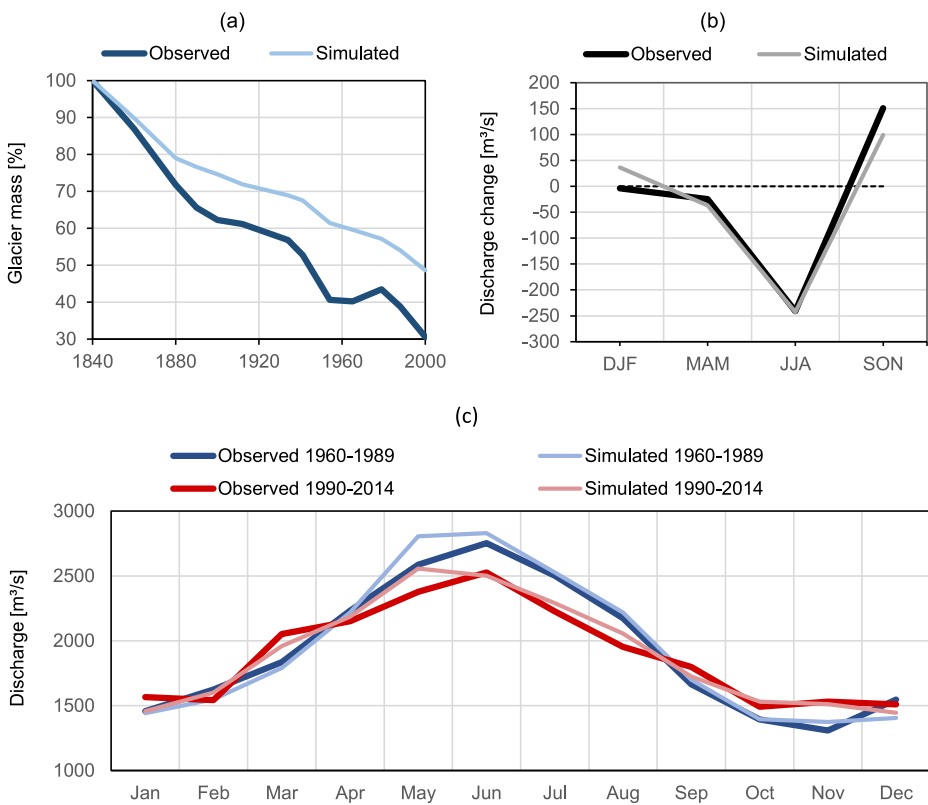 (a)
Observed Simulated
Glacier mass [%]
100
90
80
70
60
50
40
30
1840 1880 1920 1960 2000
(b)
Observed Simulated
Discharge change [m³/s]
200
150
100
50
0
-50
-100
-150
-200
-250
-300
DJF MAM JJA SON
(c)
Observed 1960-1989 Simulated 1960-1989
Observed 1990-2014 Simulated 1990-2014
Discharge [m³/s]
3000
2500
2000
1500
1000
Jan Feb Mar Apr May Jun Jul Aug Sep Oct Nov Dec